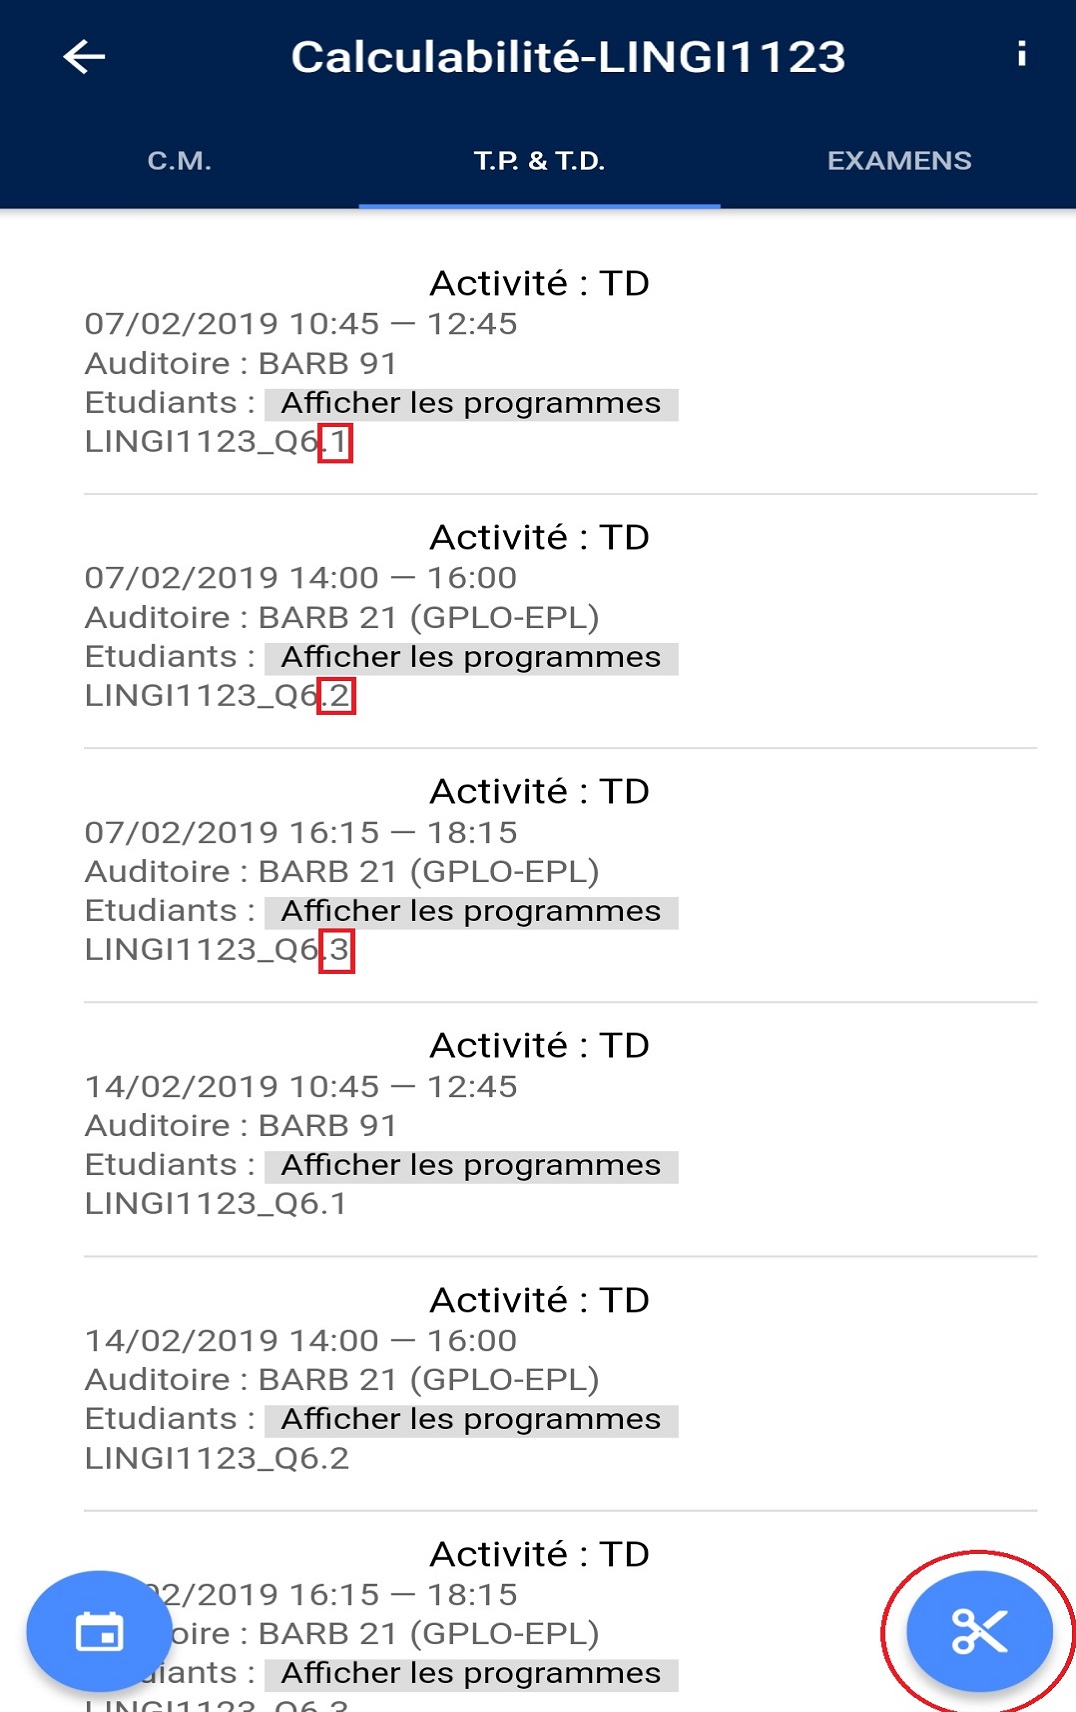 Calculabilité-LINGI1123
C.M.
T.P. & T.D.
EXAMENS
Activité : TD
07/02/2019 10:45 — 12:45
Auditoire : BARB 91
Etudiants : Afficher les programmes
LINGI1123_Q6.1
Activité : TD
07/02/2019 14:00 — 16:00
Auditoire : BARB 21 (GPLO-EPL)
Etudiants : Afficher les programmes
LINGI1123_Q6.2
Activité : TD
07/02/2019 16:15 — 18:15
Auditoire : BARB 21 (GPLO-EPL)
Etudiants : Afficher les programmes
LINGI1123_Q6.3
Activité : TD
14/02/2019 10:45 — 12:45
Auditoire : BARB 91
Etudiants : Afficher les programmes
LINGI1123_Q6.1
Activité : TD
14/02/2019 14:00 — 16:00
Auditoire : BARB 21 (GPLO-EPL)
Etudiants : Afficher les programmes
LINGI1123_Q6.2
Activité : TD
02/2019 16:15 — 18:15
oire : BARB 21 (GPLO-EPL)
diants : Afficher les programmes
LINGI1123_Q6.3